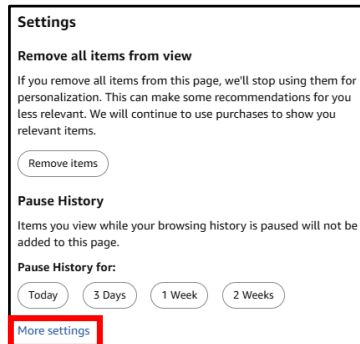 Settings
Remove all items from view
If you remove all items from this page, we'll stop using them for
personalization. This can make some recommendations for you
less relevant. We will continue to use purchases to show you
relevant items.
Remove items
Pause History
Items you view while your browsing history is paused will not be
added to this page.
Pause History for:
Today 3 Days 1 Week 2 Weeks
More settings